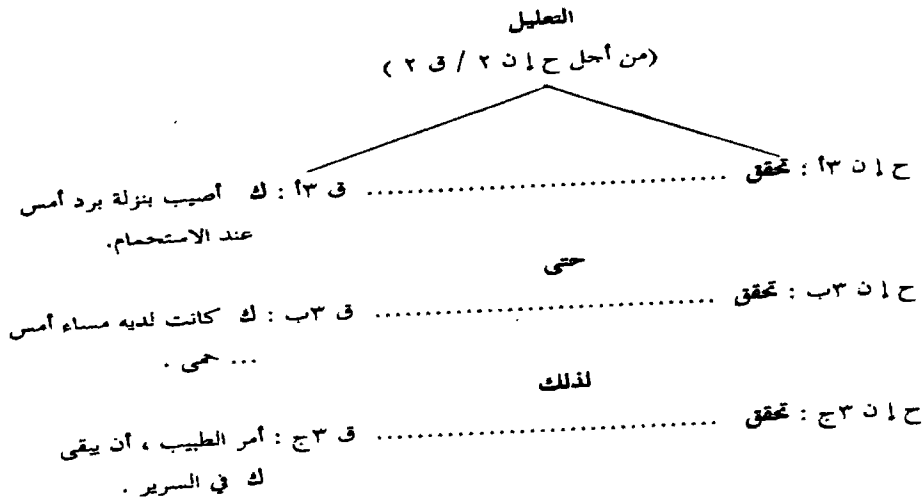 التعليل
(من أجل ح إ ن ٢ / ق ٢ )
ح إ ن ٣أ : تحقق .................................. ق ٣أ : ك أصيب بنزلة برد أمس
عند الاستحمام.
حتى
ح إ ن ٣ب : تحقق .................................. ق ٣ب : ك كانت لديه مساء أمس
... حمى .
لذلك
ح إ ن ٣ج : تحقق .................................. ق ٣ج : أمر الطبيب ، أن يبقى
ك في السرير .